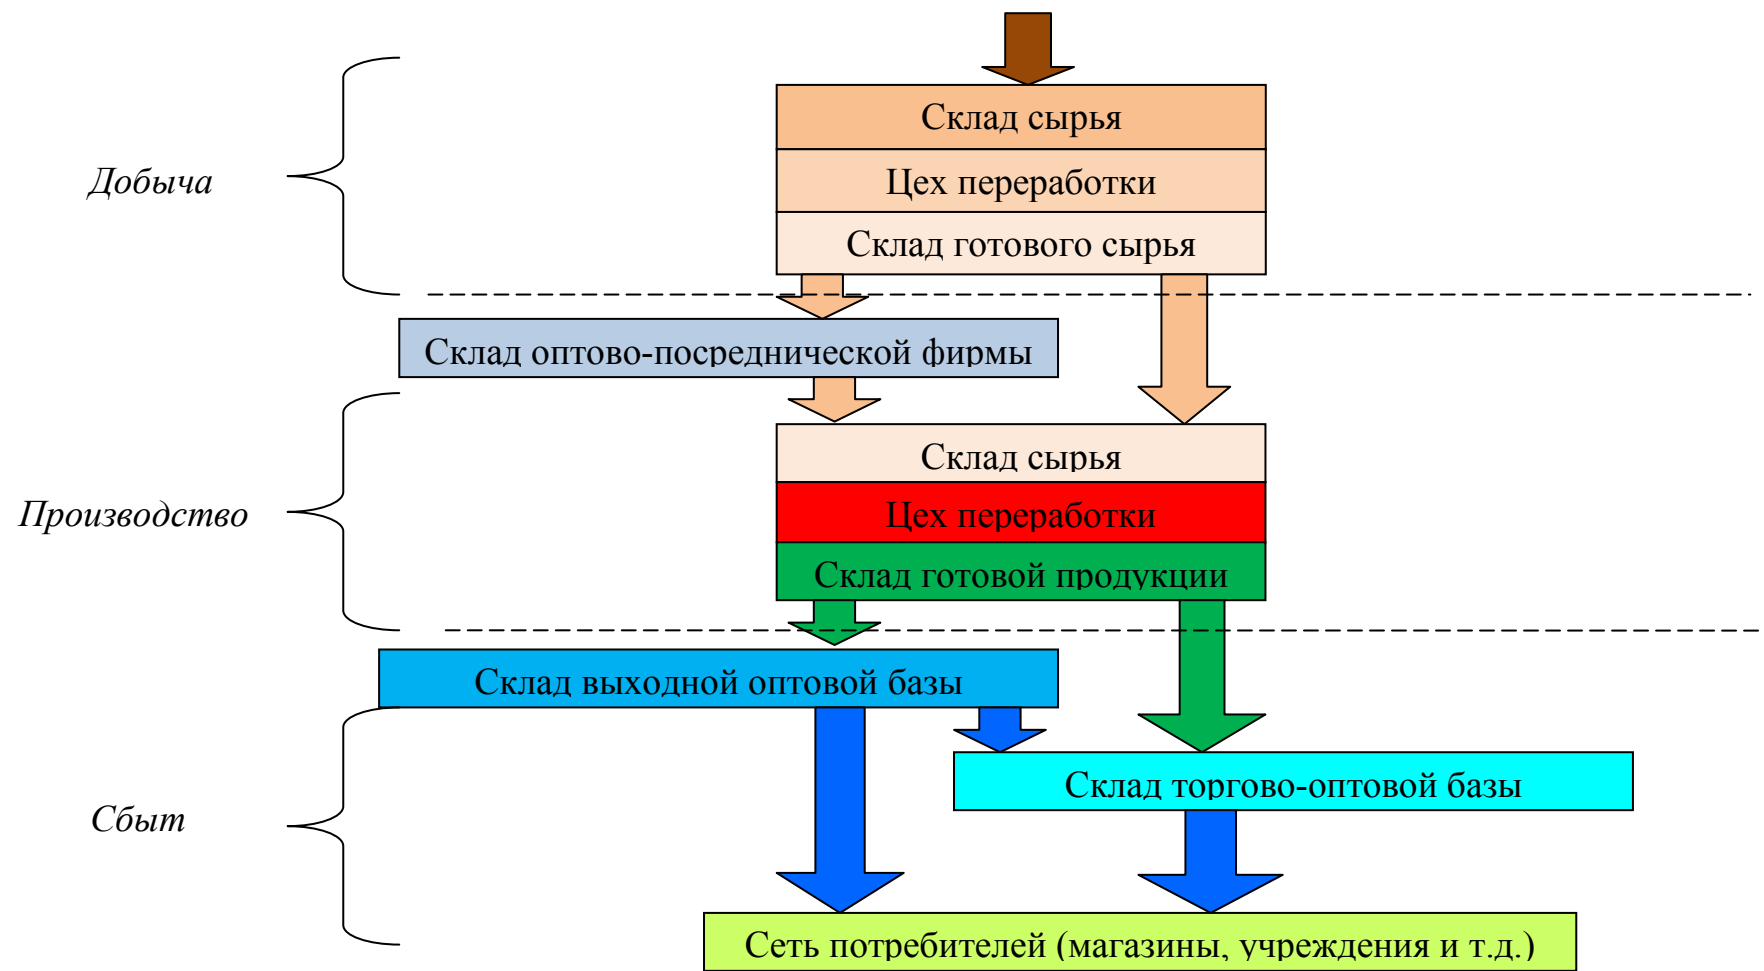 Склад сырья
Цех переработки
Добыча
Склад готового сырья
Склад оптово-посреднической фирмы
Склад сырья
Цех переработки
Производство
Склад готовой продукции
Склад выходной оптовой базы
Склад торгово-оптовой базы
Сбыт
Сеть потребителей (магазины, учреждения и т.д.)